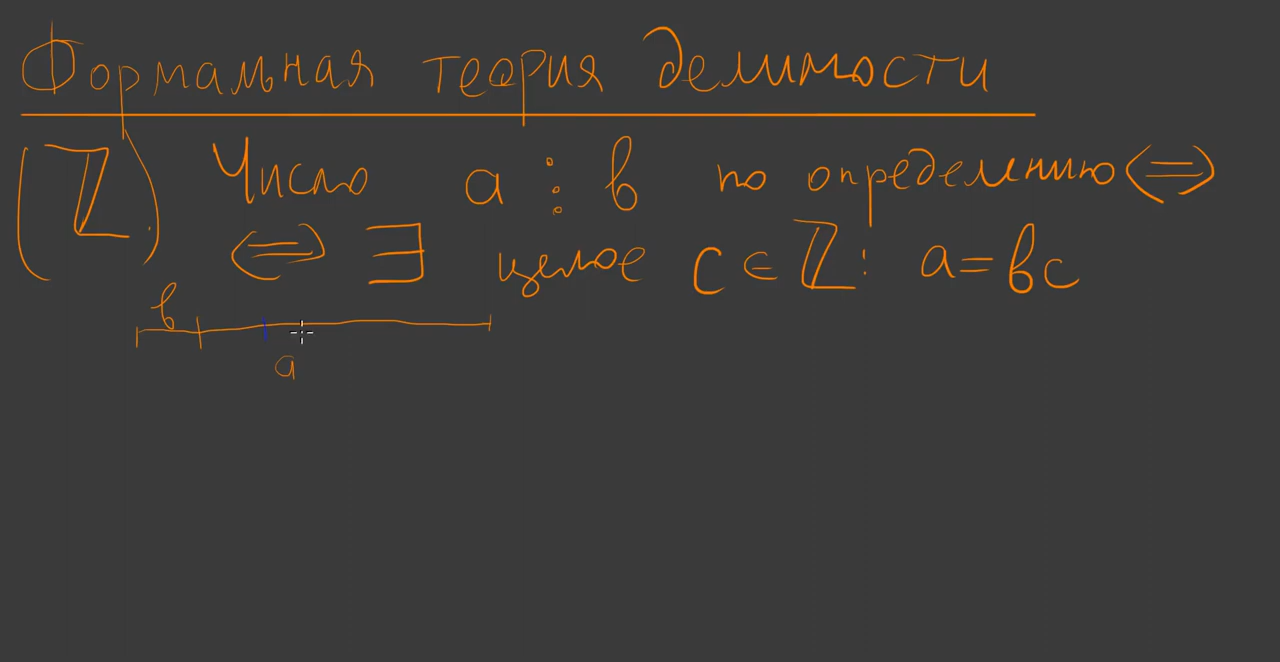 Формальная теория делимости
(ℤ) Число a ⋮ b по определению <=>
<=> ∃ целое c ∈ ℤ: a = bc
b
a